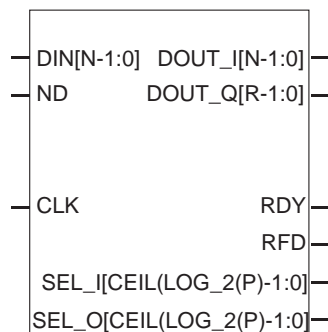 DIN[N-1:0] DOUT_I[N-1:0]
ND DOUT_Q[R-1:0]
CLK RDY
RFD
SEL_I[CEIL(LOG_2(P)-1:0]
SEL_O[CEIL(LOG_2(P)-1:0]